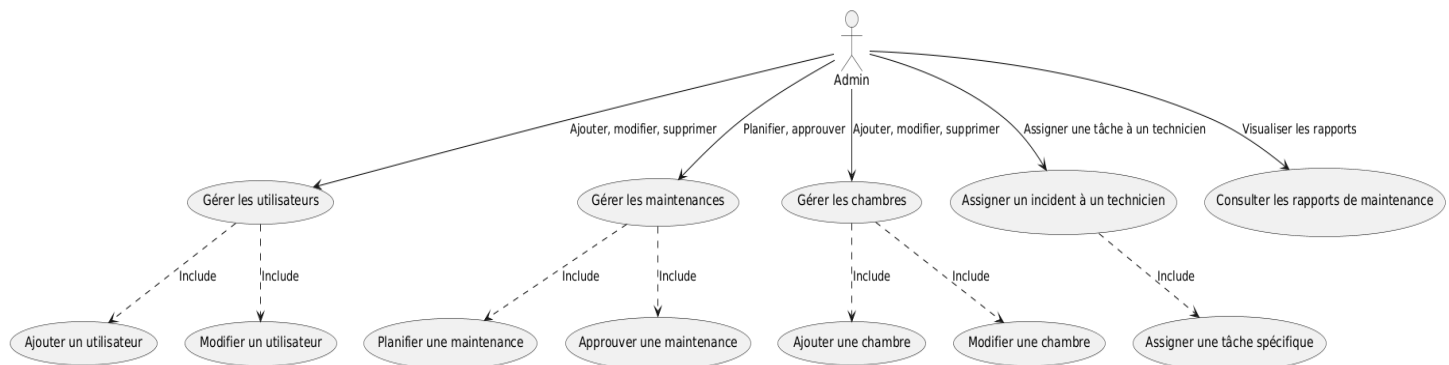 Admin
Ajouter, modifier, supprimer
Planifier, approuver
Ajouter, modifier, supprimer
Assigner une tâche à un technicien
Visualiser les rapports
Gérer les utilisateurs
Gérer les maintenances
Gérer les chambres
Assigner un incident à un technicien
Consulter les rapports de maintenance
Include
Include
Include
Include
Include
Include
Include
Ajouter un utilisateur
Modifier un utilisateur
Planifier une maintenance
Approuver une maintenance
Ajouter une chambre
Modifier une chambre
Assigner une tâche spécifique